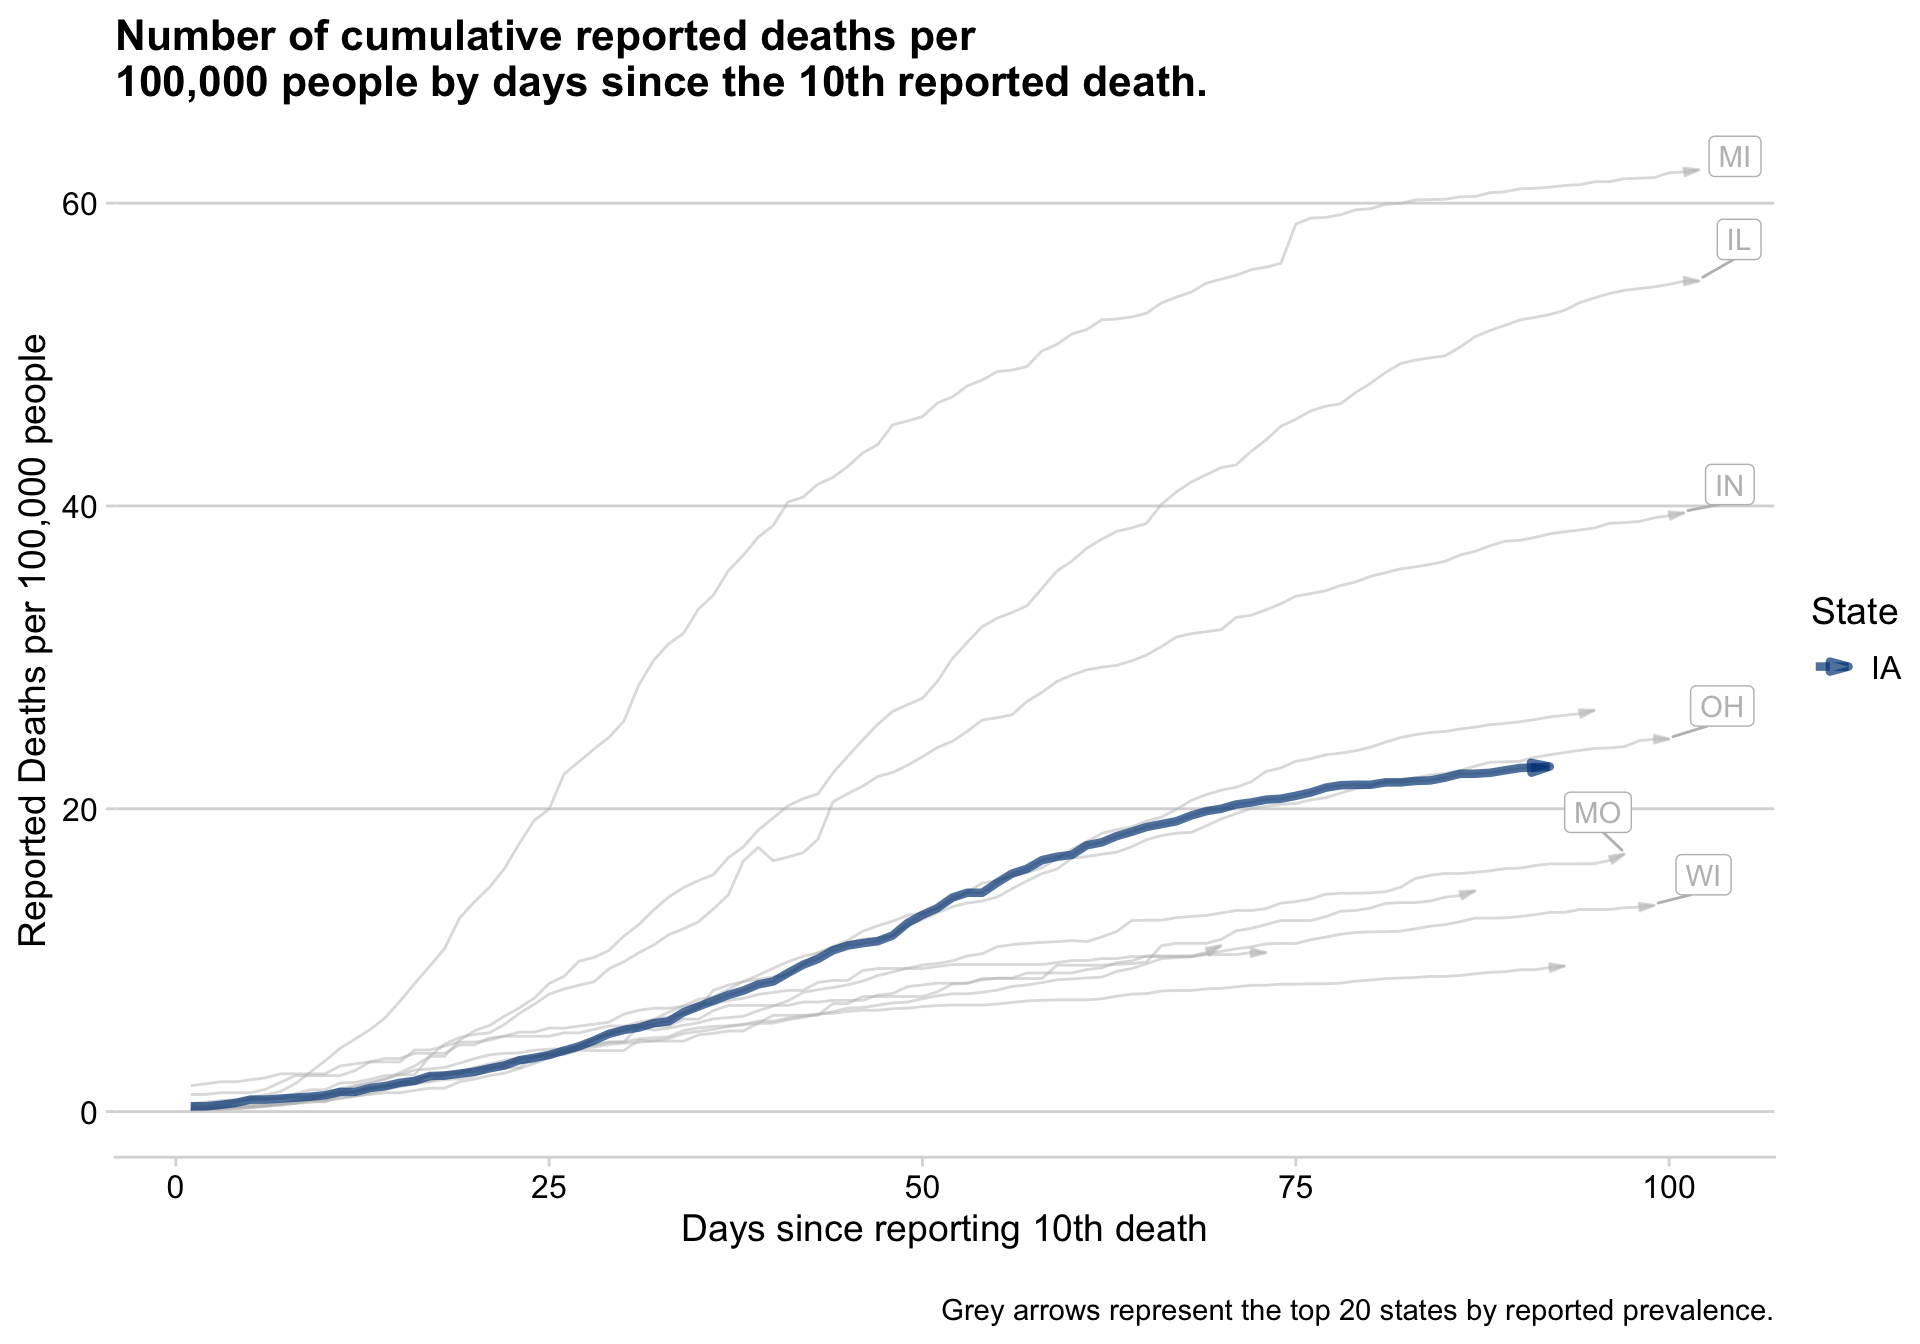 Number of cumulative reported deaths per
100,000 people by days since the 10th reported death.
Reported Deaths per 100,000 people
60
40
20
0
MI
IL
IN
OH
MO
WI
State
IA
0
25
50
75
100
Days since reporting 10th death
Grey arrows represent the top 20 states by reported prevalence.